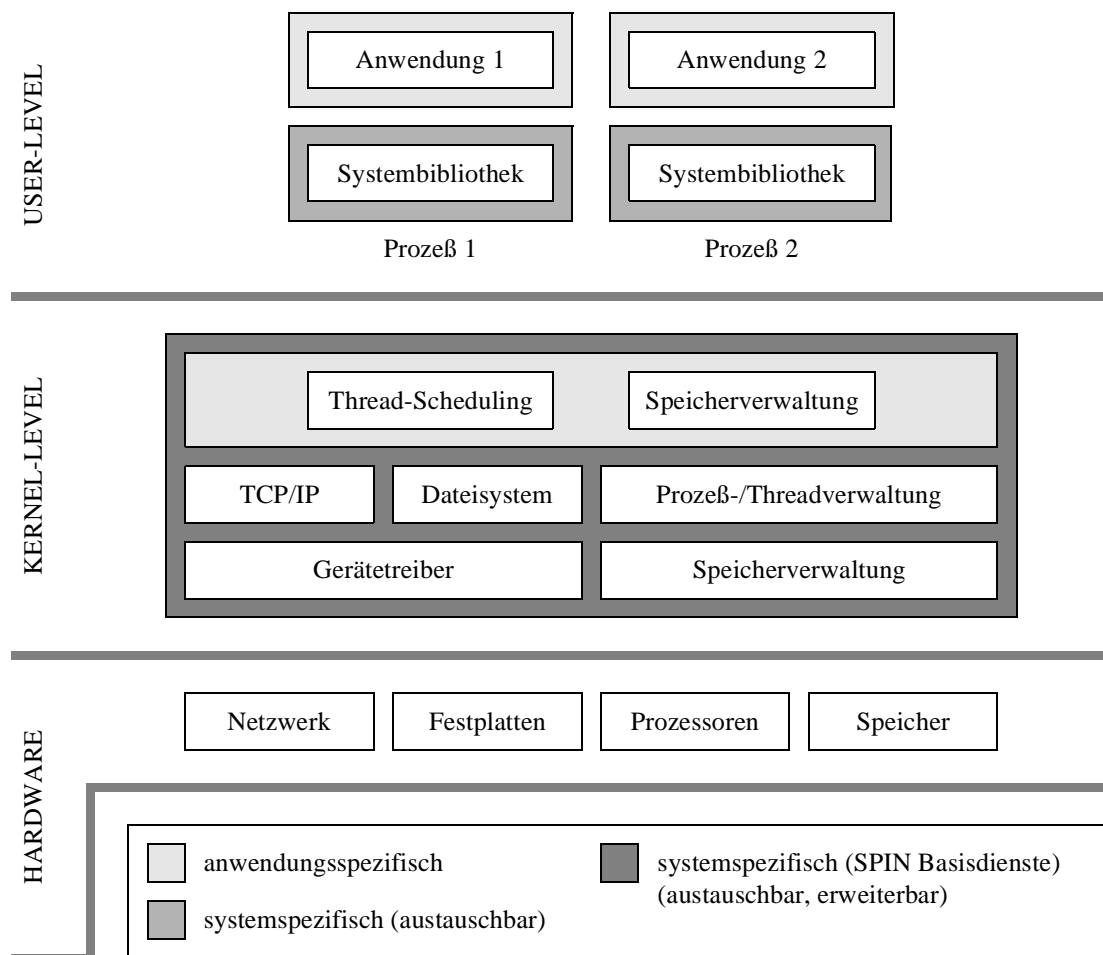 USER-LEVEL
Anwendung 1
Anwendung 2
Systembibliothek
Systembibliothek
Prozeß 1
Prozeß 2
KERNEL-LEVEL
Thread-Scheduling
Speicherverwaltung
TCP/IP
Dateisystem
Prozeß-/Threadverwaltung
Gerätetreiber
Speicherverwaltung
HARDWARE
Netzwerk
Festplatten
Prozessoren
Speicher
anwendungsspezifisch
systemspezifisch (austauschbar)
systemspezifisch (SPIN Basisdienste)
(austauschbar, erweiterbar)